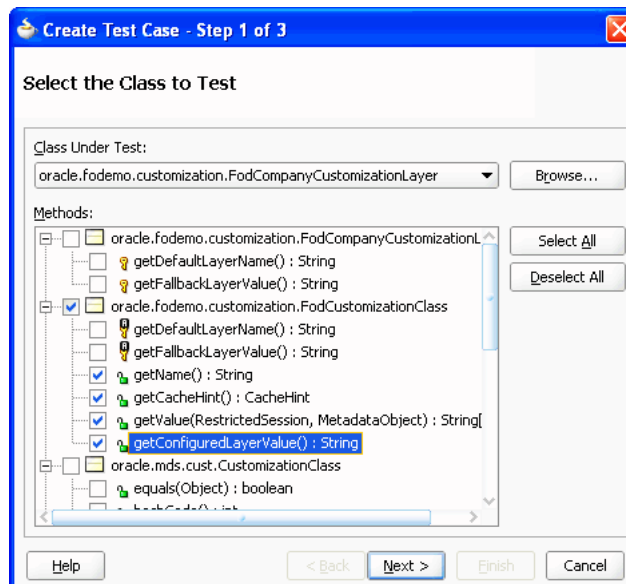 Create Test Case - Step 1 of 3
Select the Class to Test
Class Under Test:
oracle.fodemo.customization.FodCompanyCustomizationLayer
Browse...
Methods:
oracle.fodemo.customization.FodCompanyCustomizationL
Select All
getDefaultLayerName() : String
getFallbackLayerValue() : String
Deselect All
oracle.fodemo.customization.FodCustomizationClass
getDefaultLayerName() : String
getFallbackLayerValue() : String
getName() : String
getCacheHint() : CacheHint
getValue(RestrictedSession, MetadataObject) : String[
getConfiguredLayerValue() : String
oracle.mds.cust.CustomizationClass
equals(Object) : boolean
hashCode() : int
Help
< Back
Next >
Finish
Cancel